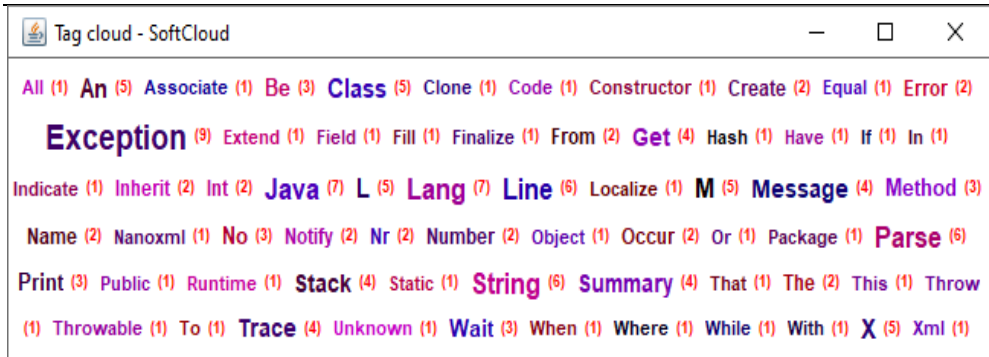 Tag cloud - SoftCloud
All (1) An (5) Associate (1) Be (3) Class (5) Clone (1) Code (1) Constructor (1) Create (2) Equal (1) Error (2)
Exception (9) Extend (1) Field (1) Fill (1) Finalize (1) From (2) Get (4) Hash (1) Have (1) If (1) In (1)
Indicate (1) Inherit (2) Int (2) Java (7) L (5) Lang (7) Line (6) Localize (1) M (5) Message (4) Method (3)
Name (2) Nanoxml (1) No (3) Notify (2) Nr (2) Number (2) Object (1) Occur (2) Or (1) Package (1) Parse (6)
Print (3) Public (1) Runtime (1) Stack (4) Static (1) String (6) Summary (4) That (1) The (2) This (1) Throw
(1) Throwable (1) To (1) Trace (4) Unknown (1) Wait (3) When (1) Where (1) While (1) With (1) X (5) Xml (1)